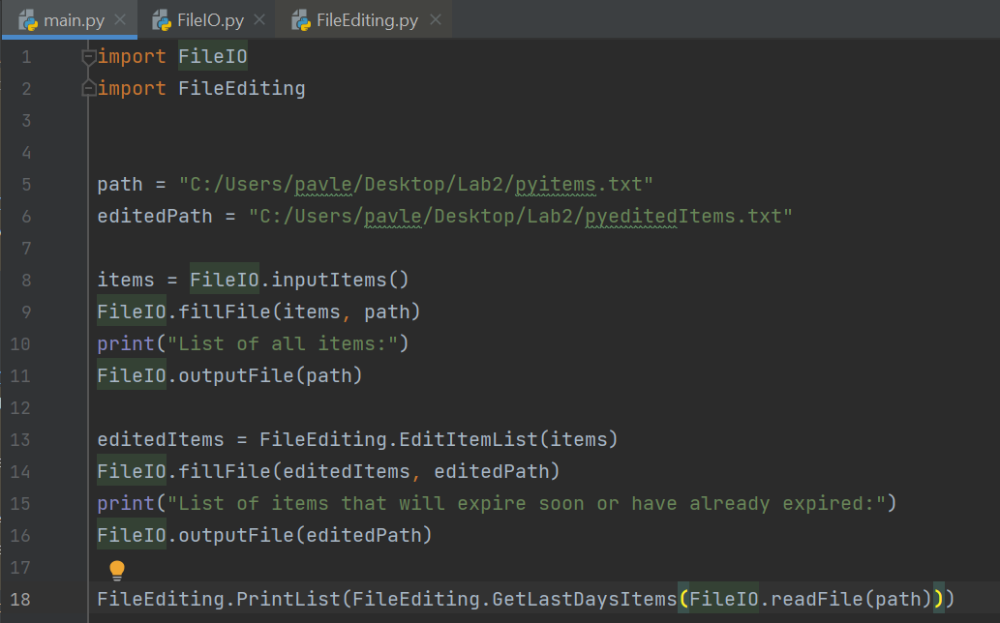 main.py FileIO.py FileEditing.py
1 import FileIO
2 import FileEditing
3
4
5 path = "C:/Users/pavle/Desktop/Lab2/pyitems.txt"
6 editedPath = "C:/Users/pavle/Desktop/Lab2/pyeditedItems.txt"
7
8 items = FileIO.inputItems()
9 FileIO.fillFile(items, path)
10 print("List of all items:")
11 FileIO.outputFile(path)
12
13 editedItems = FileEditing.EditItemList(items)
14 FileIO.fillFile(editedItems, editedPath)
15 print("List of items that will expire soon or have already expired:")
16 FileIO.outputFile(editedPath)
17
18 FileEditing.PrintList(FileEditing.GetLastDaysItems(FileIO.readFile(path)))